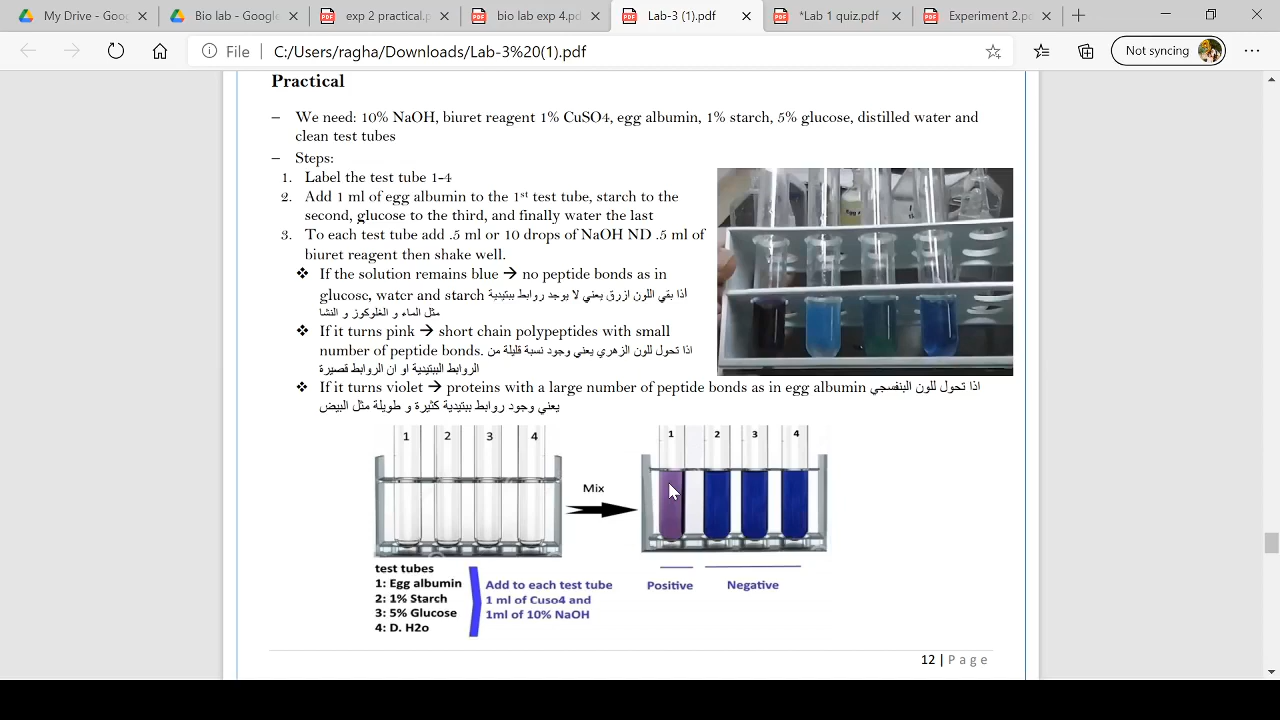 My Drive - Goog
Bio lab - Google
exp 2 practical.p
bio lab exp 4.pd
Lab-3 (1).pdf
*Lab 1 quiz.pdf
Experiment 2.pd
File
C:/Users/ragha/Downloads/Lab-3%20(1).pdf
Not syncing
Practical
– We need: 10% NaOH, biuret reagent 1% CuSO4, egg albumin, 1% starch, 5% glucose, distilled water and
clean test tubes
– Steps:
1. Label the test tube 1-4
2. Add 1 ml of egg albumin to the 1st test tube, starch to the
second, glucose to the third, and finally water the last
3. To each test tube add .5 ml or 10 drops of NaOH ND .5 ml of
biuret reagent then shake well.
❖ If the solution remains blue → no peptide bonds as in
glucose, water and starch أذا بقي اللون ازرق يعني لا يوجد روابط ببتيدية
مثل الماء و الغلوكوز و النشا
❖ If it turns pink → short chain polypeptides with small
number of peptide bonds. اذا تحول للون الزهري يعني وجود نسبة قليلة من
الروابط الببتيدية او ان الروابط قصيرة
❖ If it turns violet → proteins with a large number of peptide bonds as in egg albumin اذا تحول للون البنفسجي
يعني وجود روابط ببتيدية كثيرة و طويلة مثل البيض
1 2 3 4
1 2 3 4
Mix
test tubes
1: Egg albumin
2: 1% Starch
3: 5% Glucose
4: D. H2o
Add to each test tube
1 ml of Cuso4 and
1ml of 10% NaOH
Positive
Negative
12 | Page